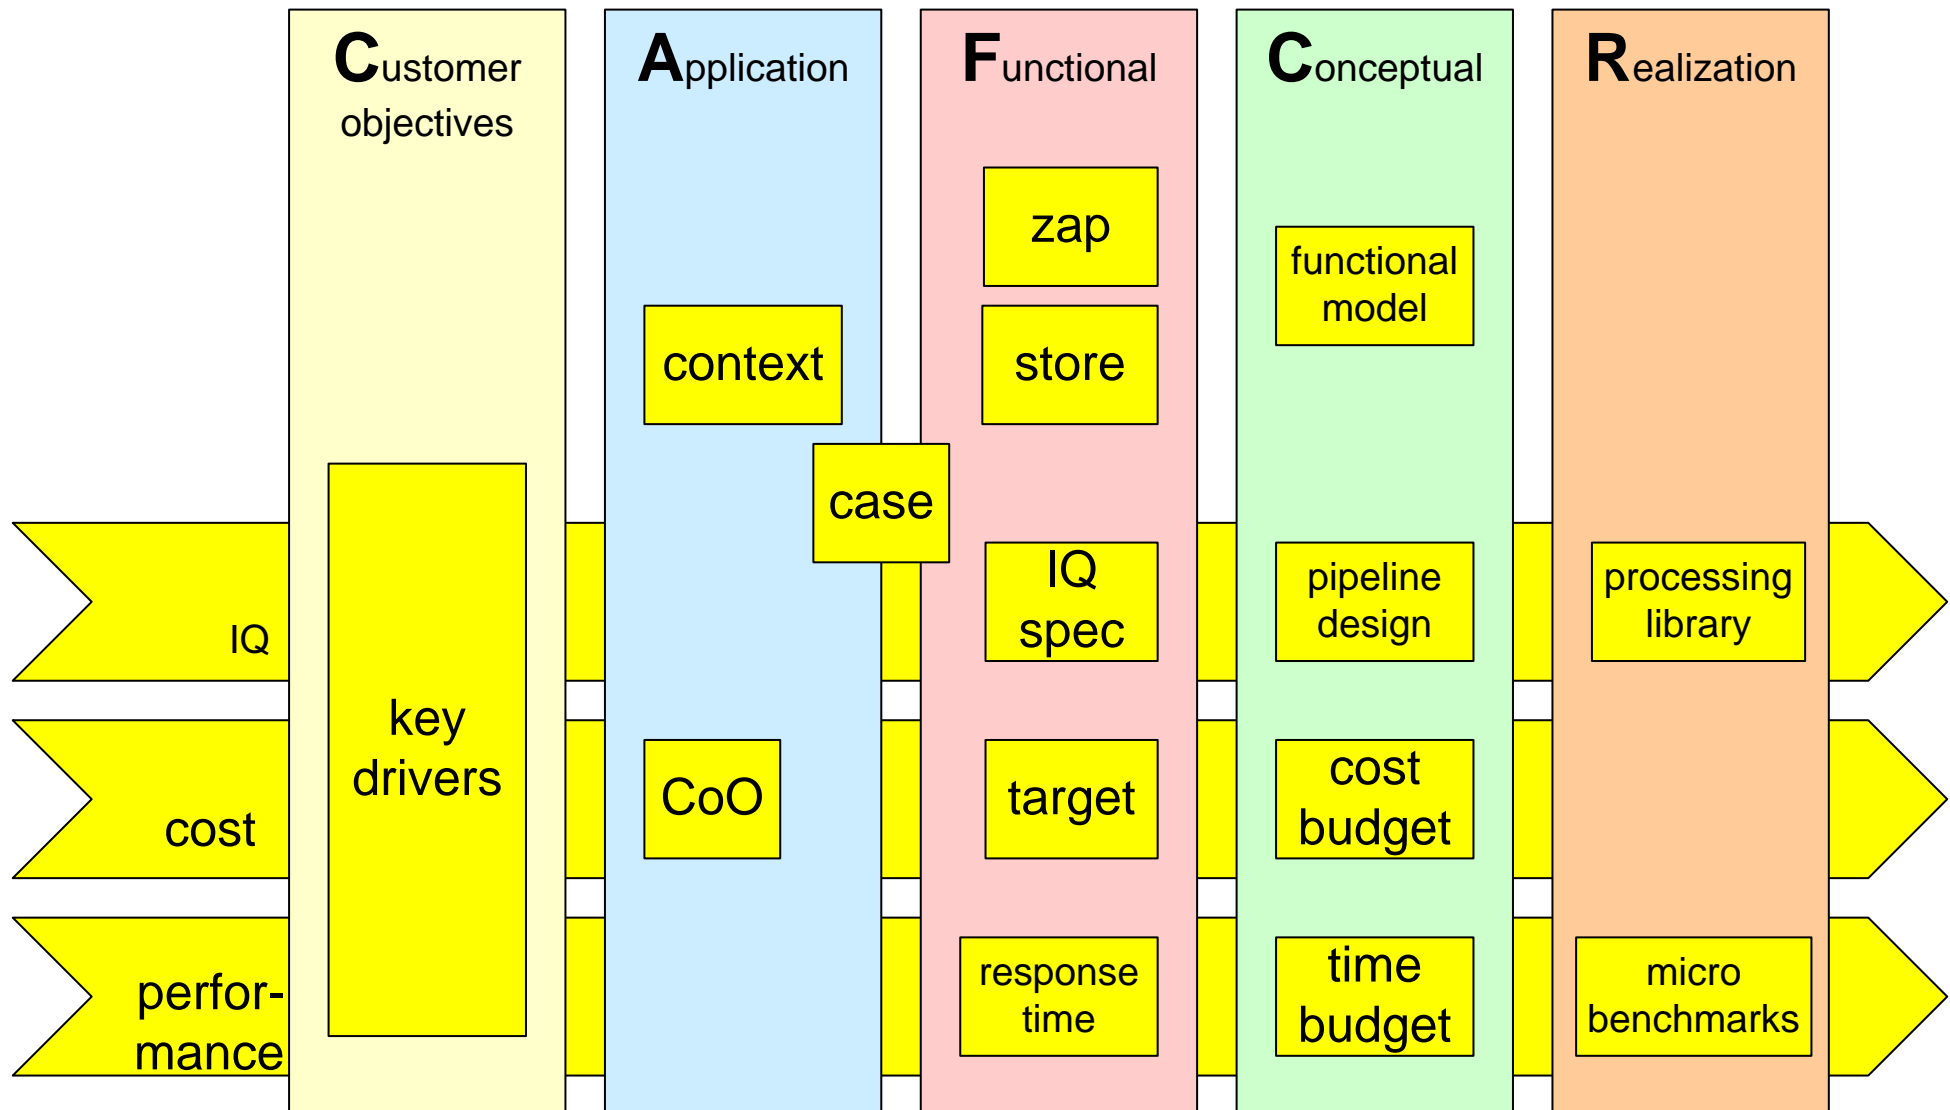 Customer
objectives
Application
Functional
Conceptual
Realization
zap
functional
model
context
store
case
IQ
key
drivers
IQ
spec
pipeline
design
processing
library
cost
CoO
target
cost
budget
perfor-
mance
response
time
time
budget
micro
benchmarks